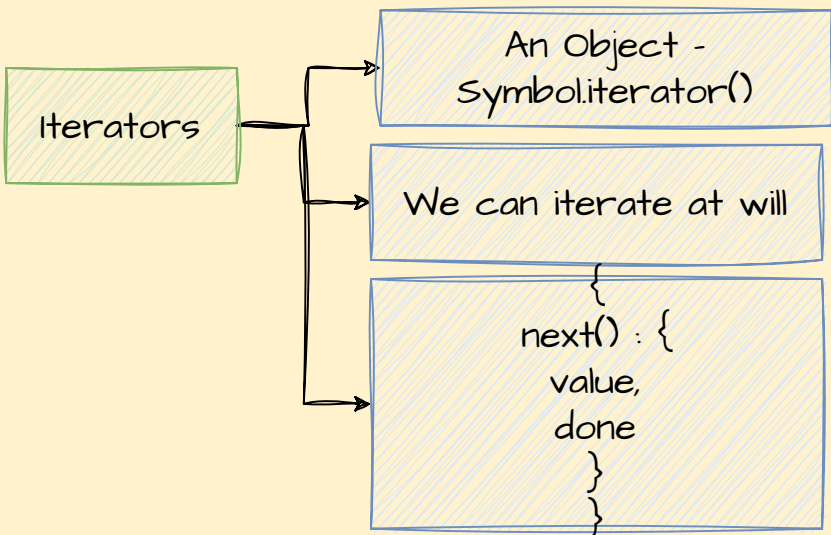 Iterators
An Object -
Symbol.iterator()
We can iterate at will
{
next() : {
value,
done
}
}